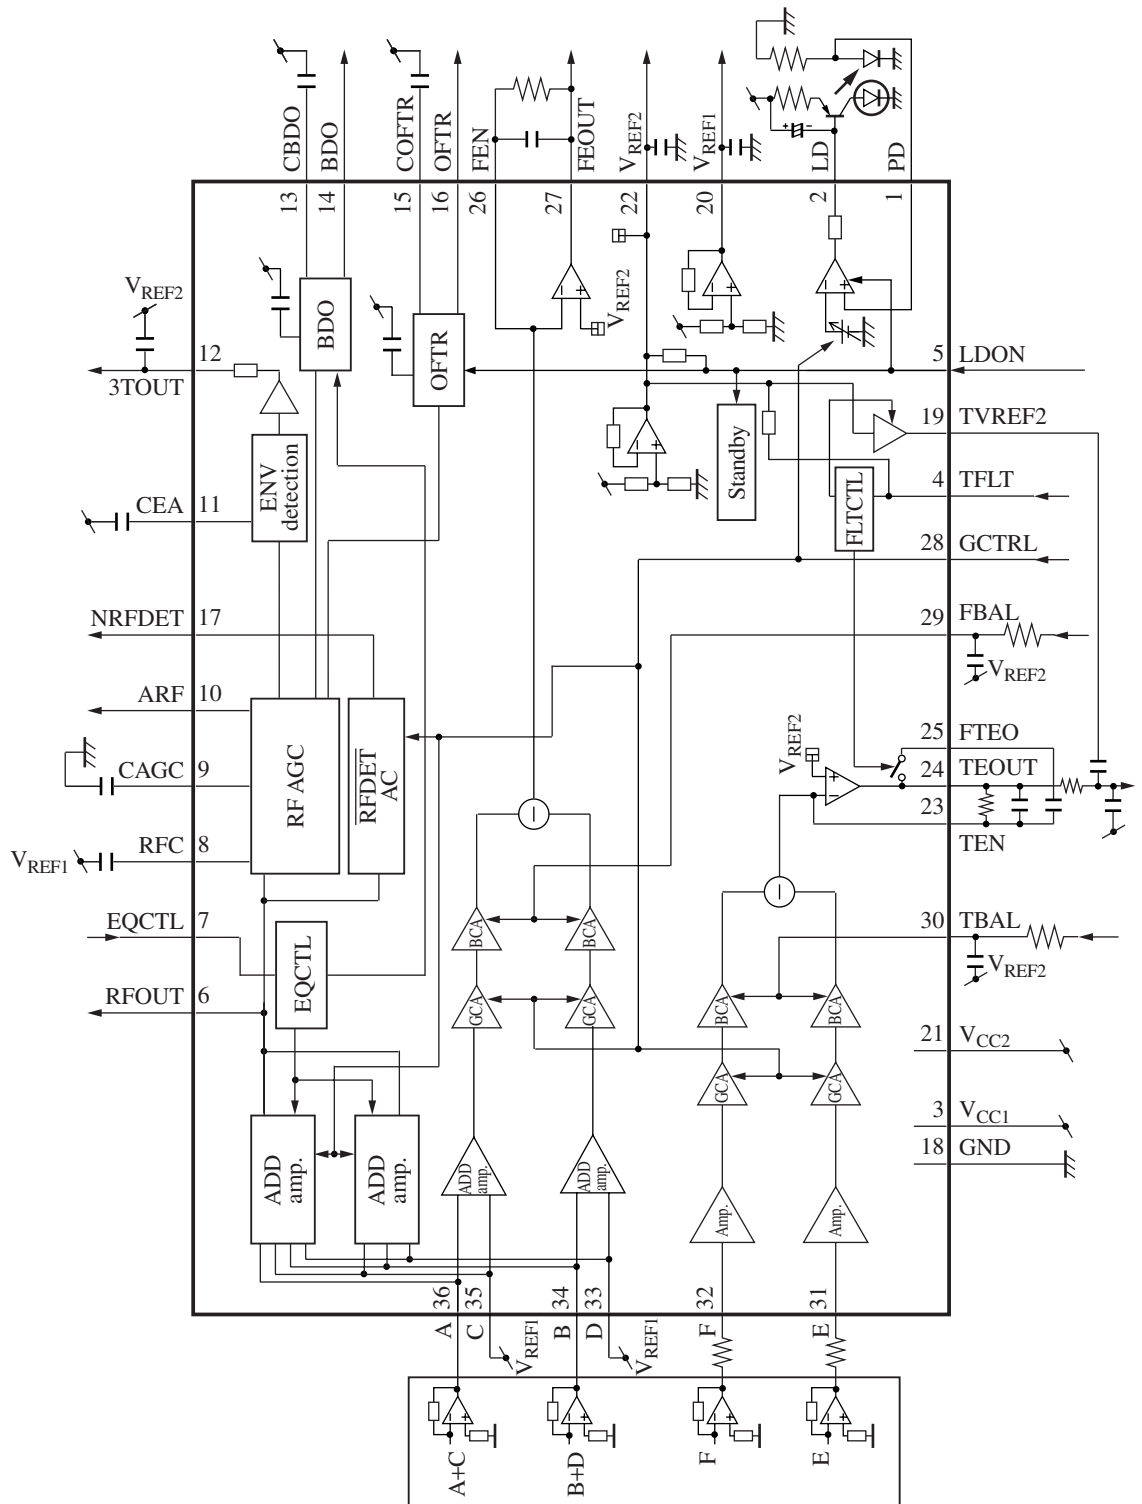 CBDO
BDO
COFTR
OFTR
FEN
FEOUT
VREF2
VREF1
LD
PD
13
14
15
16
26
27
22
20
2
1
VREF2
12
3TOUT
BDO
OFTR
VREF2
5
LDON
19
TVREF2
ENV
detection
Standby
FLTCTL
4
TFLT
CEA
11
28
GCTRL
NRFDET
17
29
FBAL
VREF2
ARF
10
RF AGC
RFDET
AC
VREF2
25
FTEO
CAGC
9
24
TEOUT
23
TEN
VREF1
RFC
8
EQCTL
7
EQCTL
BCA
BCA
30
TBAL
VREF2
RFOUT
6
GCA
GCA
BCA
BCA
21
VCC2
GCA
GCA
3
VCC1
18
GND
ADD
amp.
ADD
amp.
ADD
amp.
ADD
amp.
Amp.
Amp.
36
35
34
33
32
31
A
C
B
D
F
E
VREF1
VREF1
A+C
B+D
F
E